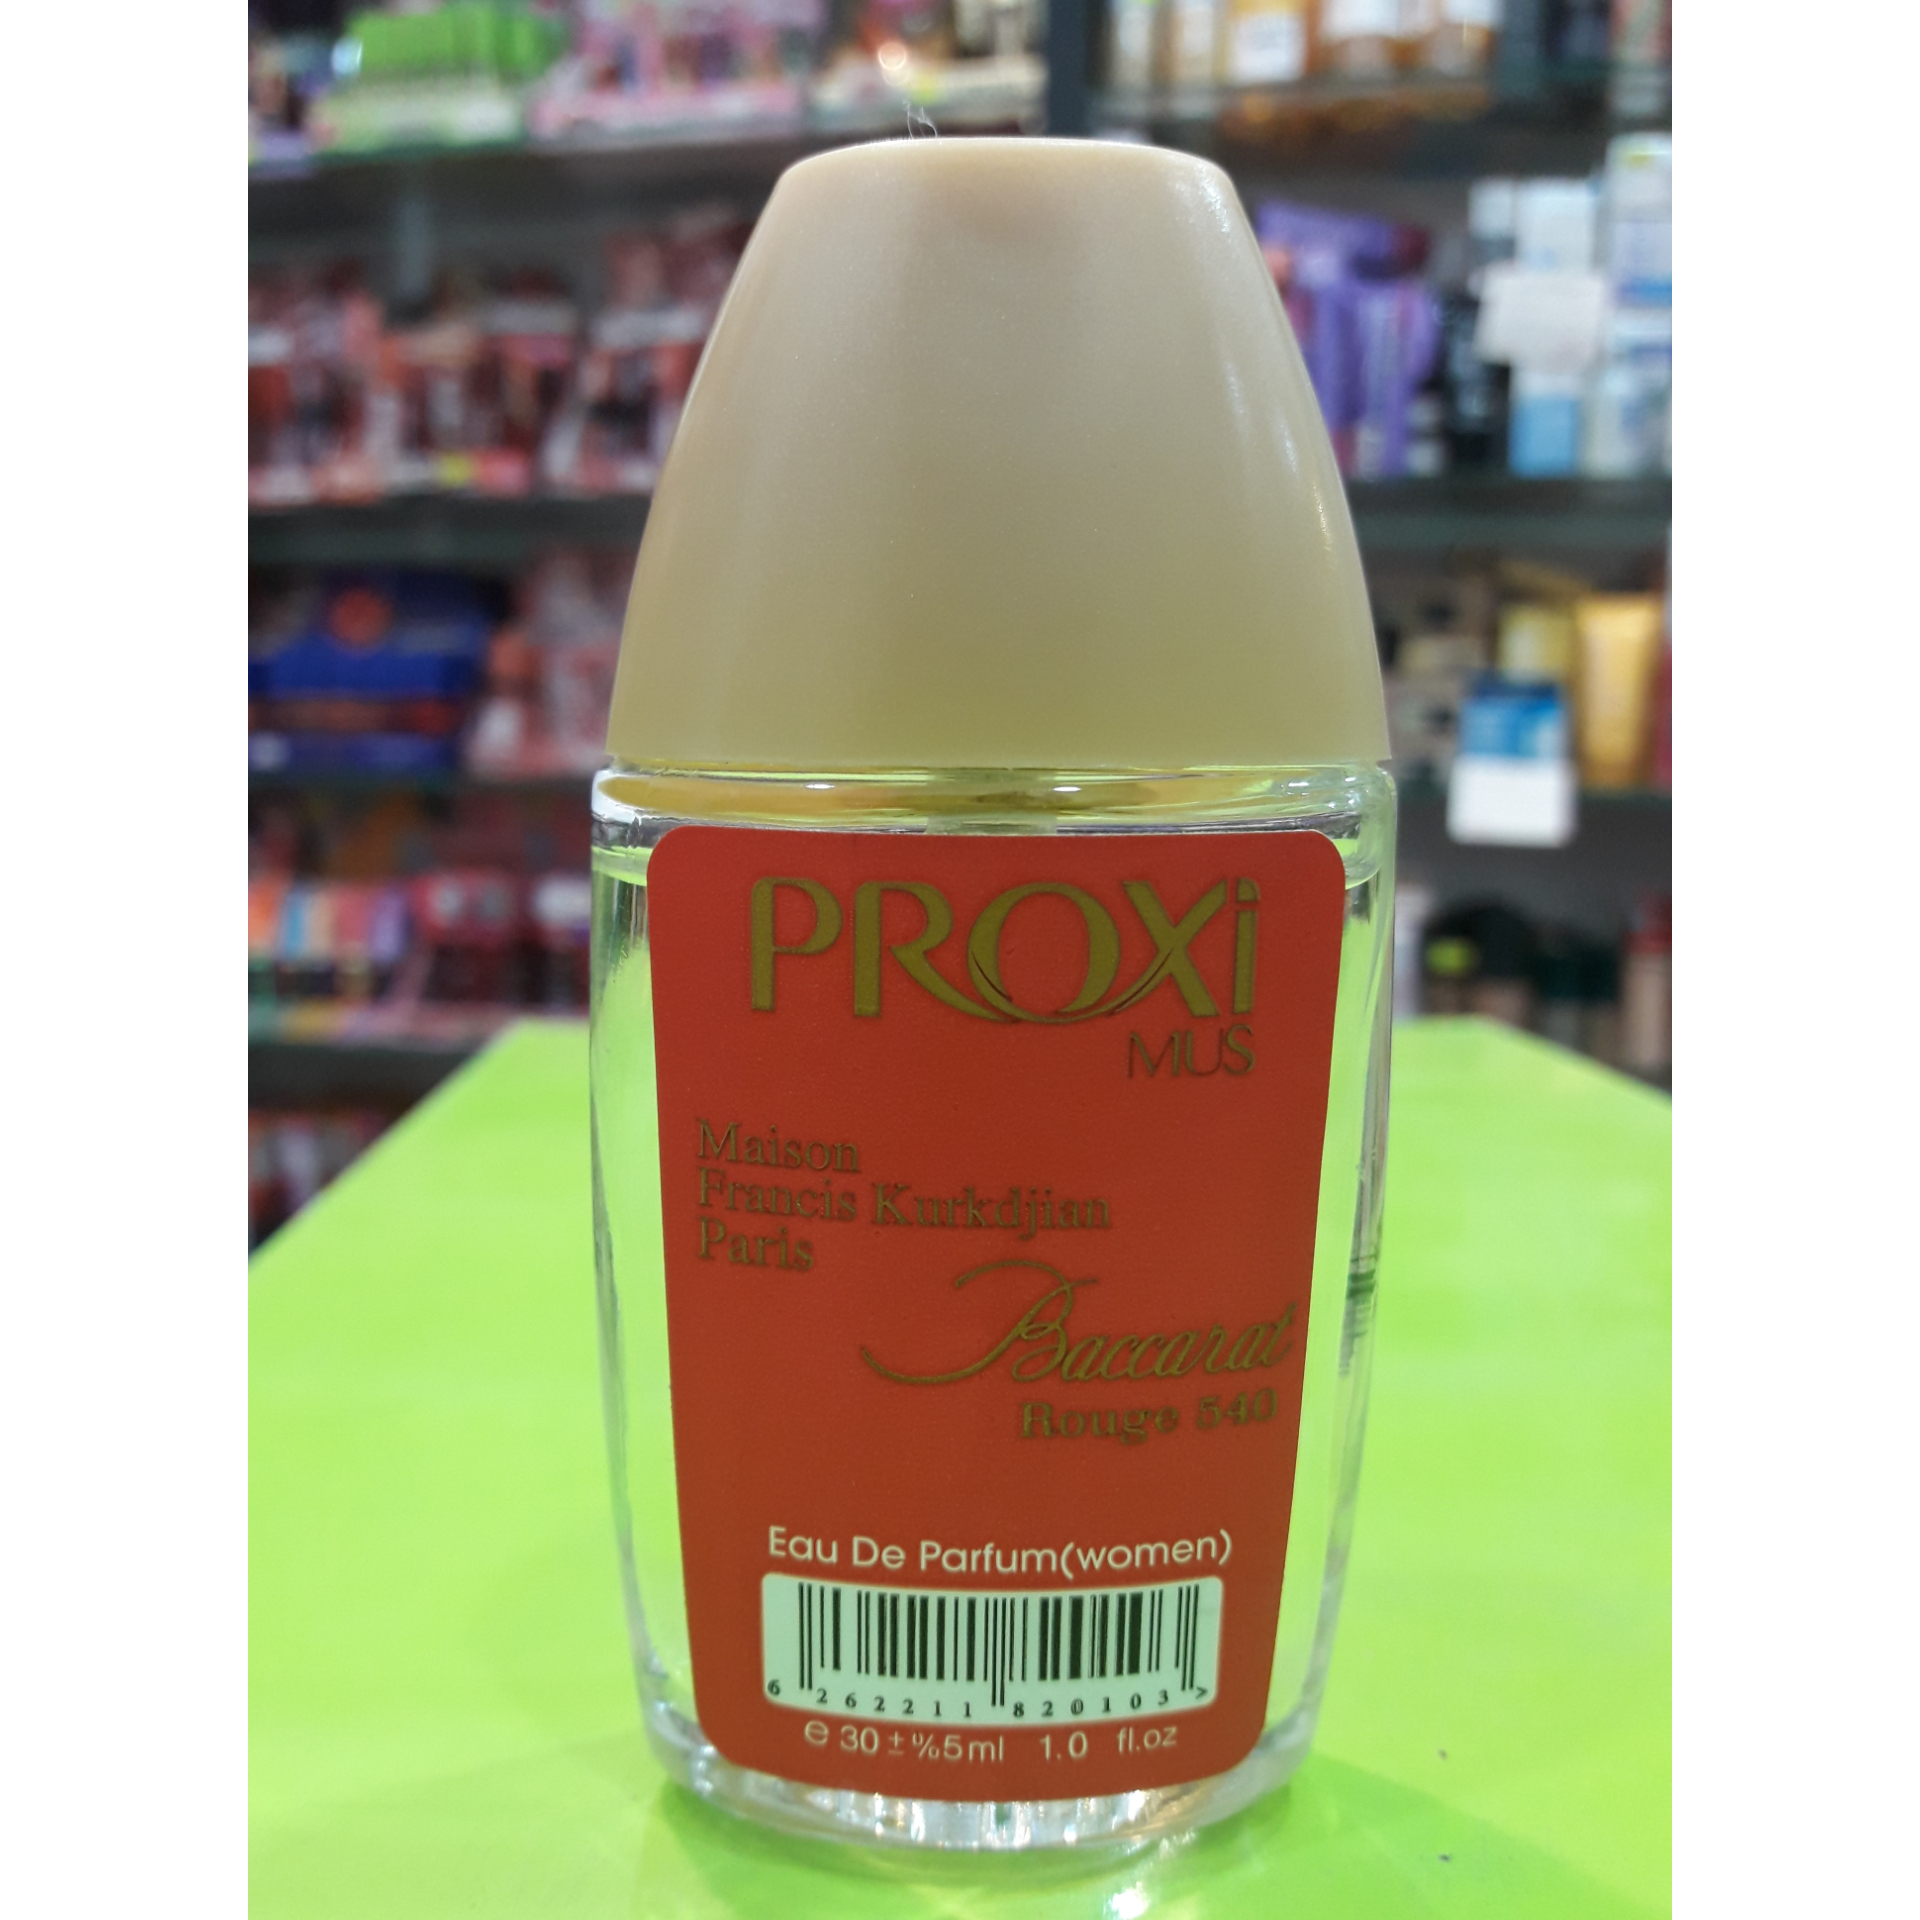 PROXi
MUS
Maison
Francis Kurkdjian
Paris
Baccarat
Rouge 540
Eau De Parfum(women)
6 262211 820103 >
e 30 ± %5ml 1.0 fl.oz